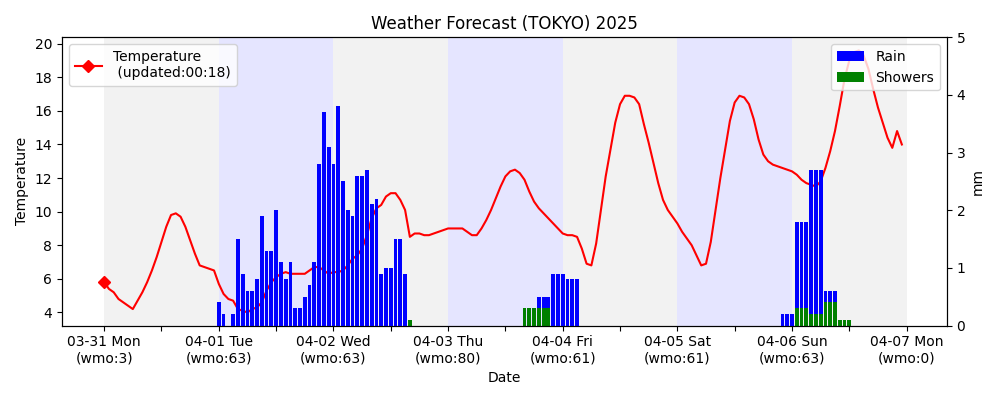 Weather Forecast (TOKYO) 2025
Temperature
(updated:00:18)
Rain
Showers
20
18
16
14
12
10
8
6
4
Temperature
5
4
3
2
1
0
mm
03-31 Mon
(wmo:3)
04-01 Tue
(wmo:63)
04-02 Wed
(wmo:63)
04-03 Thu
(wmo:80)
04-04 Fri
(wmo:61)
04-05 Sat
(wmo:61)
04-06 Sun
(wmo:63)
04-07 Mon
(wmo:0)
Date